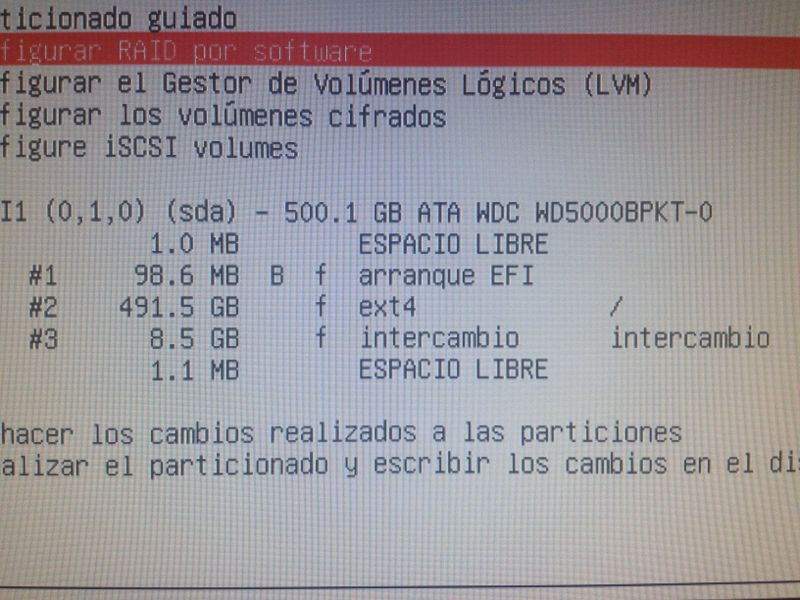 ticionado guiado
figurar RAID por software
figurar el Gestor de Volúmenes Lógicos (LVM)
figurar los volúmenes cifrados
figure iSCSI volumes
I1 (0,1,0) (sda) - 500.1 GB ATA WDC WD5000BPKT-0
1.0 MB ESPACIO LIBRE
#1 98.6 MB B f arranque EFI
#2 491.5 GB f ext4 /
#3 8.5 GB f intercambio intercambio
1.1 MB ESPACIO LIBRE
hacer los cambios realizados a las particiones
alizar el particionado y escribir los cambios en el dis